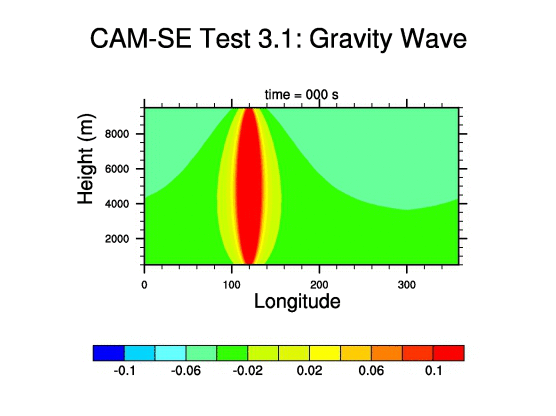 CAM-SE Test 3.1: Gravity Wave
time = 000 s
Height (m)
8000
6000
4000
2000
0 100 200 300
Longitude
-0.1 -0.06 -0.02 0.02 0.06 0.1